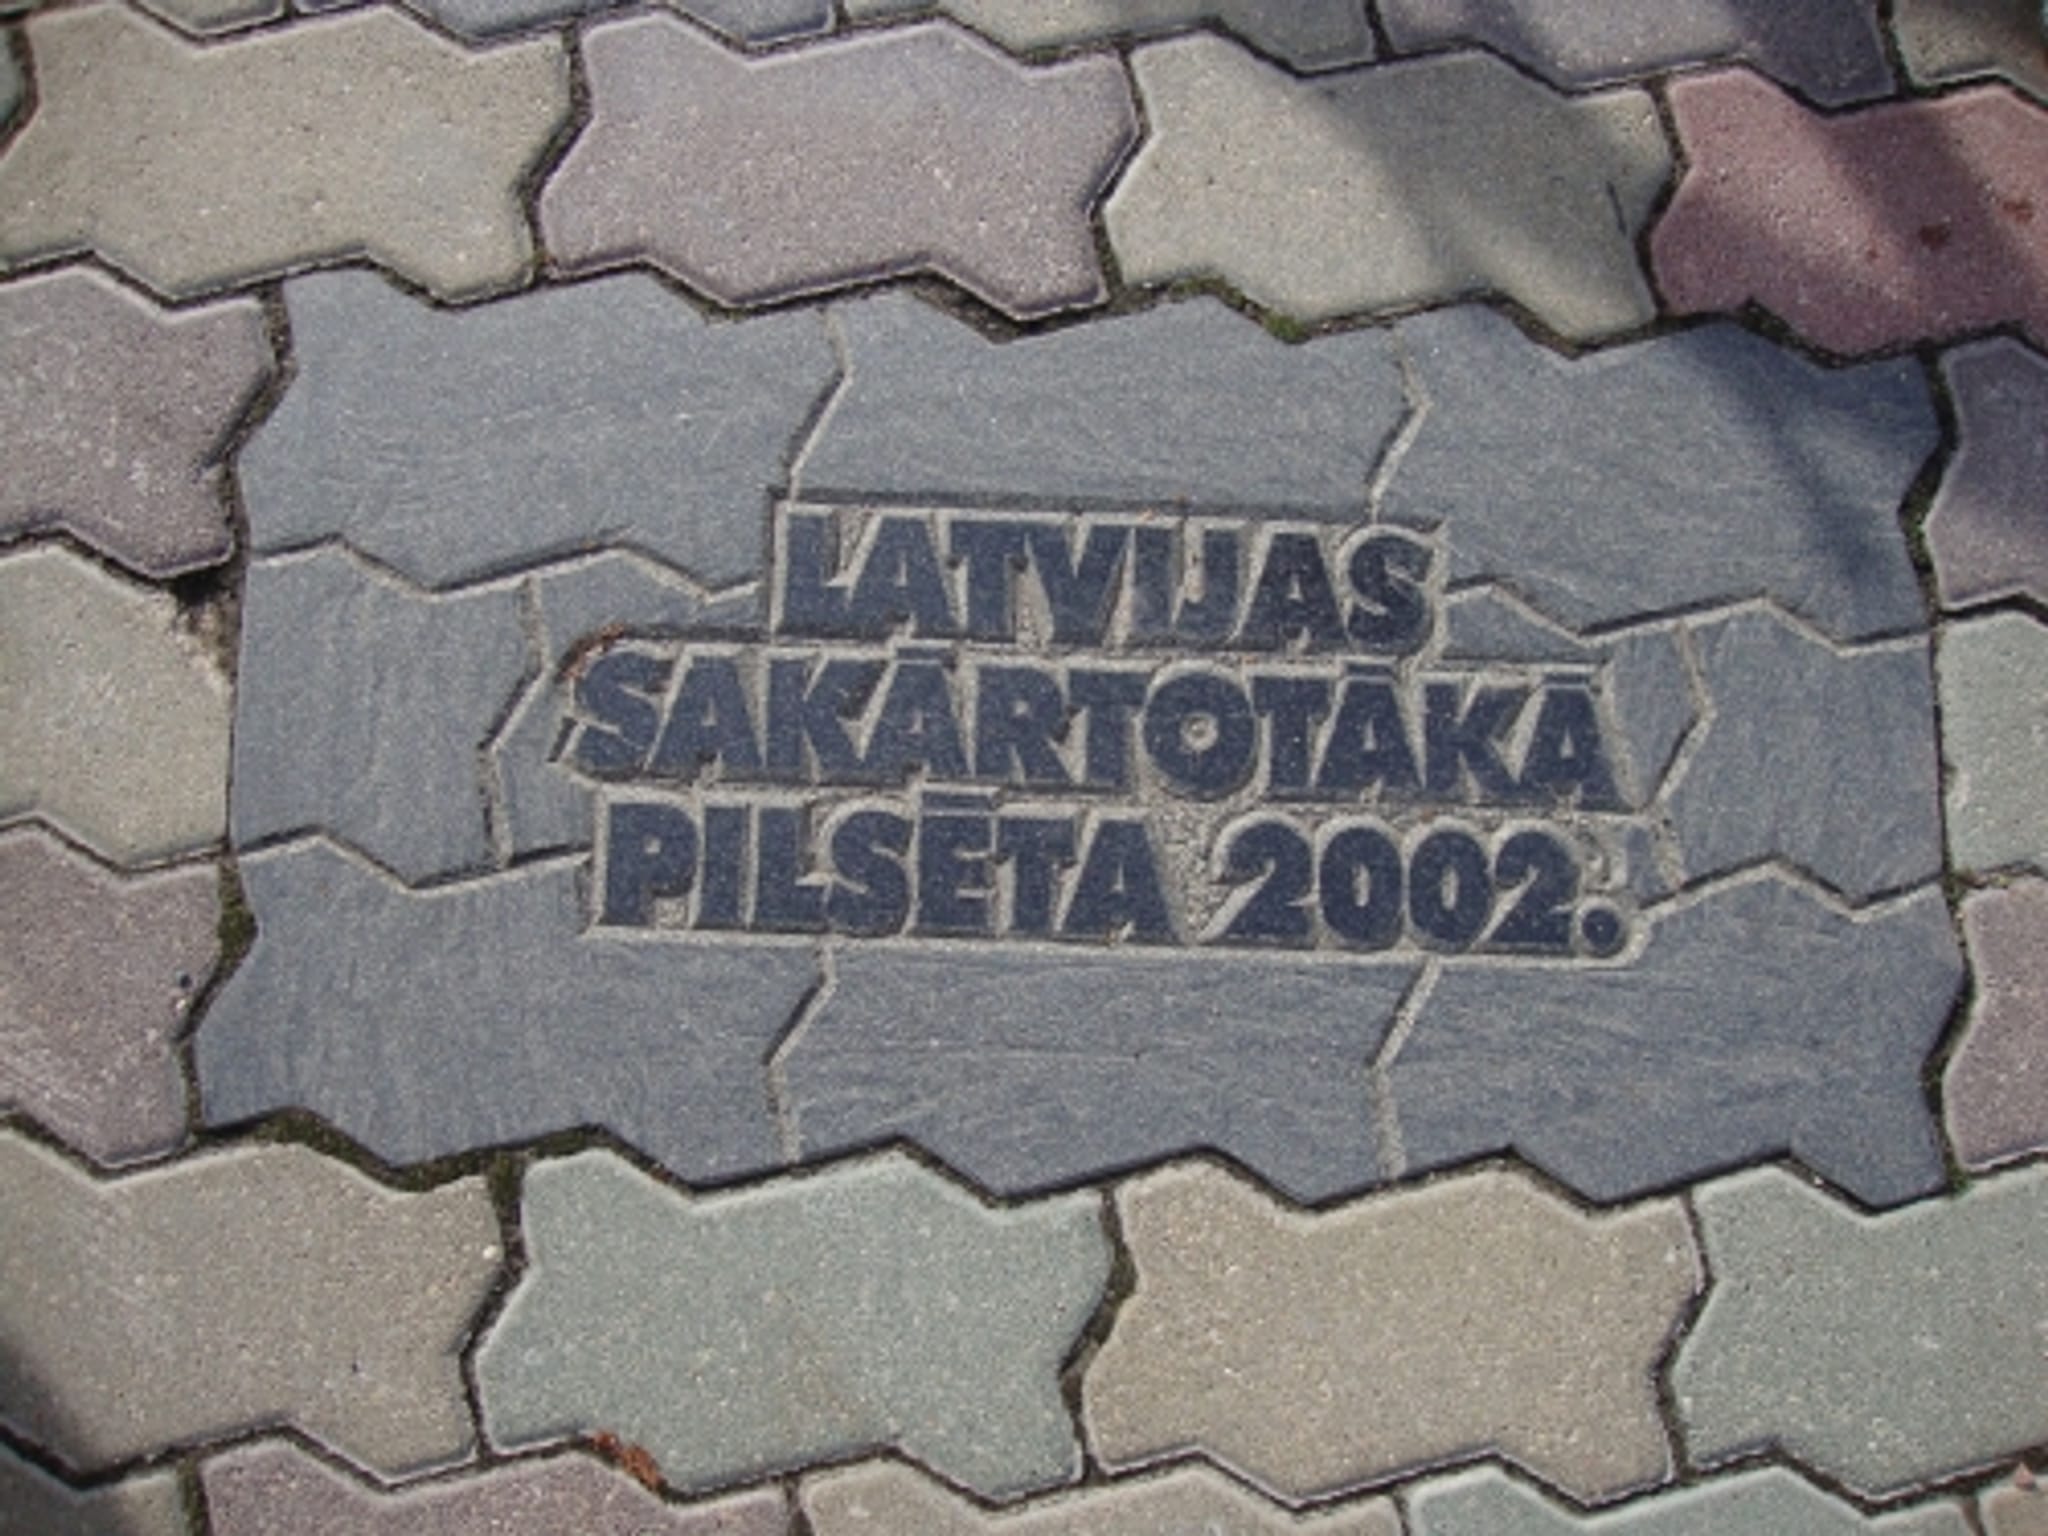 LATVIJAS
SAKĀRTOTĀKĀ
PILSĒTA 2002.